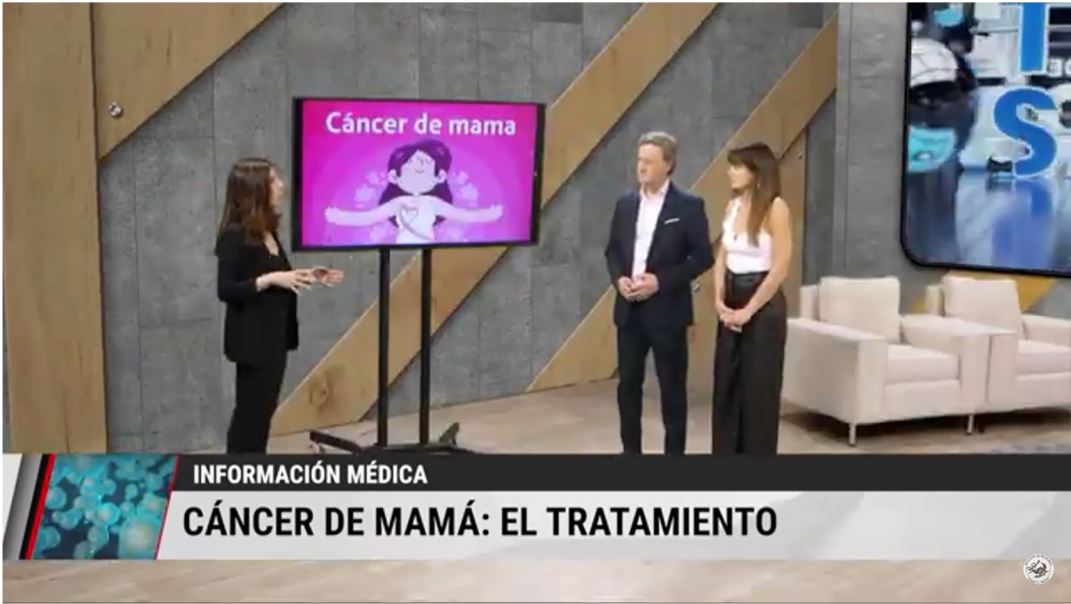 Cáncer de mama
T
S
INFORMACIÓN MÉDICA
CÁNCER DE MAMÁ: EL TRATAMIENTO